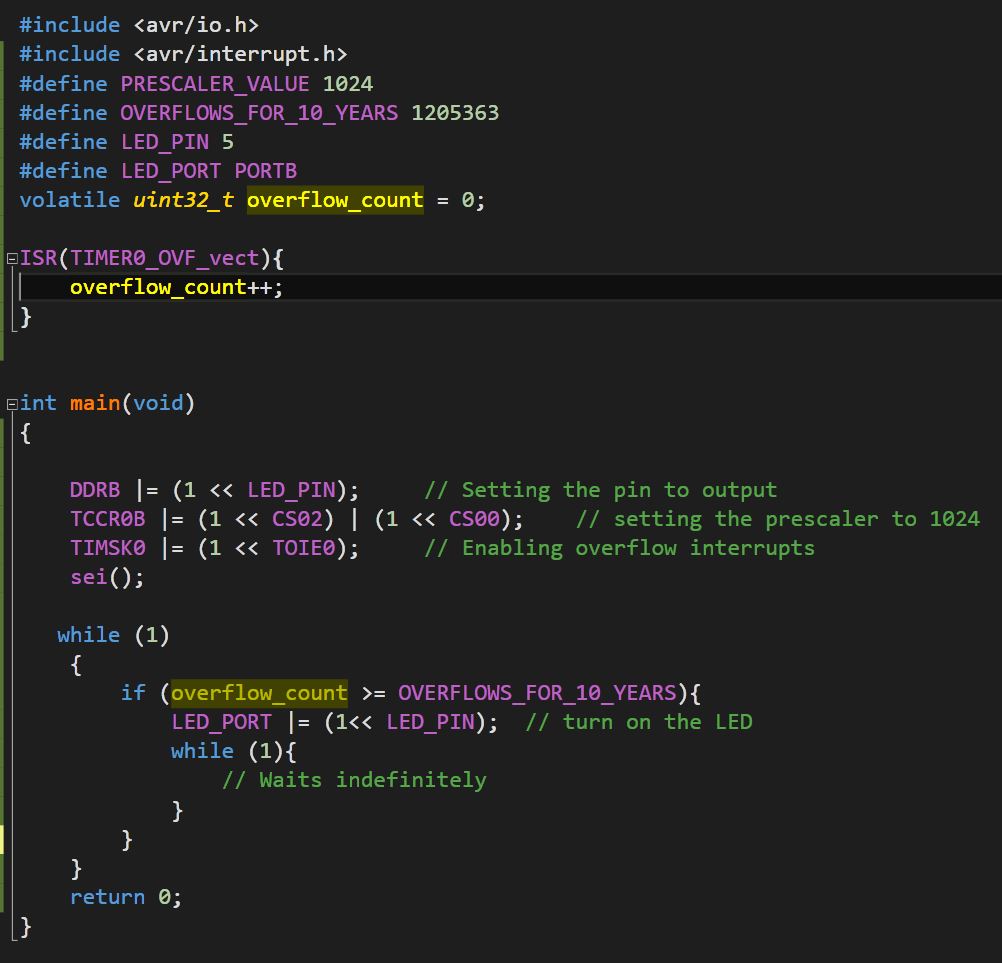 #include <avr/io.h>
#include <avr/interrupt.h>
#define PRESCALER_VALUE 1024
#define OVERFLOWS_FOR_10_YEARS 1205363
#define LED_PIN 5
#define LED_PORT PORTB
volatile uint32_t overflow_count = 0;
ISR(TIMER0_OVF_vect){
    overflow_count++;
}
int main(void)
{
    DDRB |= (1 << LED_PIN);     // Setting the pin to output
    TCCR0B |= (1 << CS02) | (1 << CS00);    // setting the prescaler to 1024
    TIMSK0 |= (1 << TOIE0);     // Enabling overflow interrupts
    sei();
   while (1)
    {
        if (overflow_count >= OVERFLOWS_FOR_10_YEARS){
            LED_PORT |= (1<< LED_PIN);  // turn on the LED
            while (1){
                // Waits indefinitely
            }
        }
    }
    return 0;
}